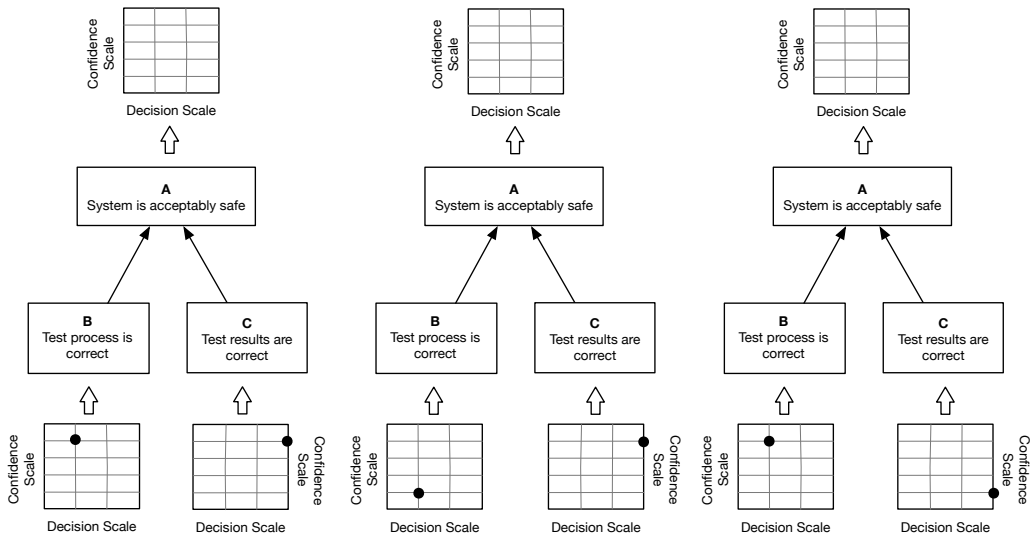 Confidence
Scale
Decision Scale
A
System is acceptably safe
B
Test process is
correct
C
Test results are
correct
Confidence
Scale
Decision Scale
Confidence
Scale
Decision Scale
Confidence
Scale
Decision Scale
A
System is acceptably safe
B
Test process is
correct
C
Test results are
correct
Confidence
Scale
Decision Scale
Confidence
Scale
Decision Scale
Confidence
Scale
Decision Scale
A
System is acceptably safe
B
Test process is
correct
C
Test results are
correct
Confidence
Scale
Decision Scale
Confidence
Scale
Decision Scale